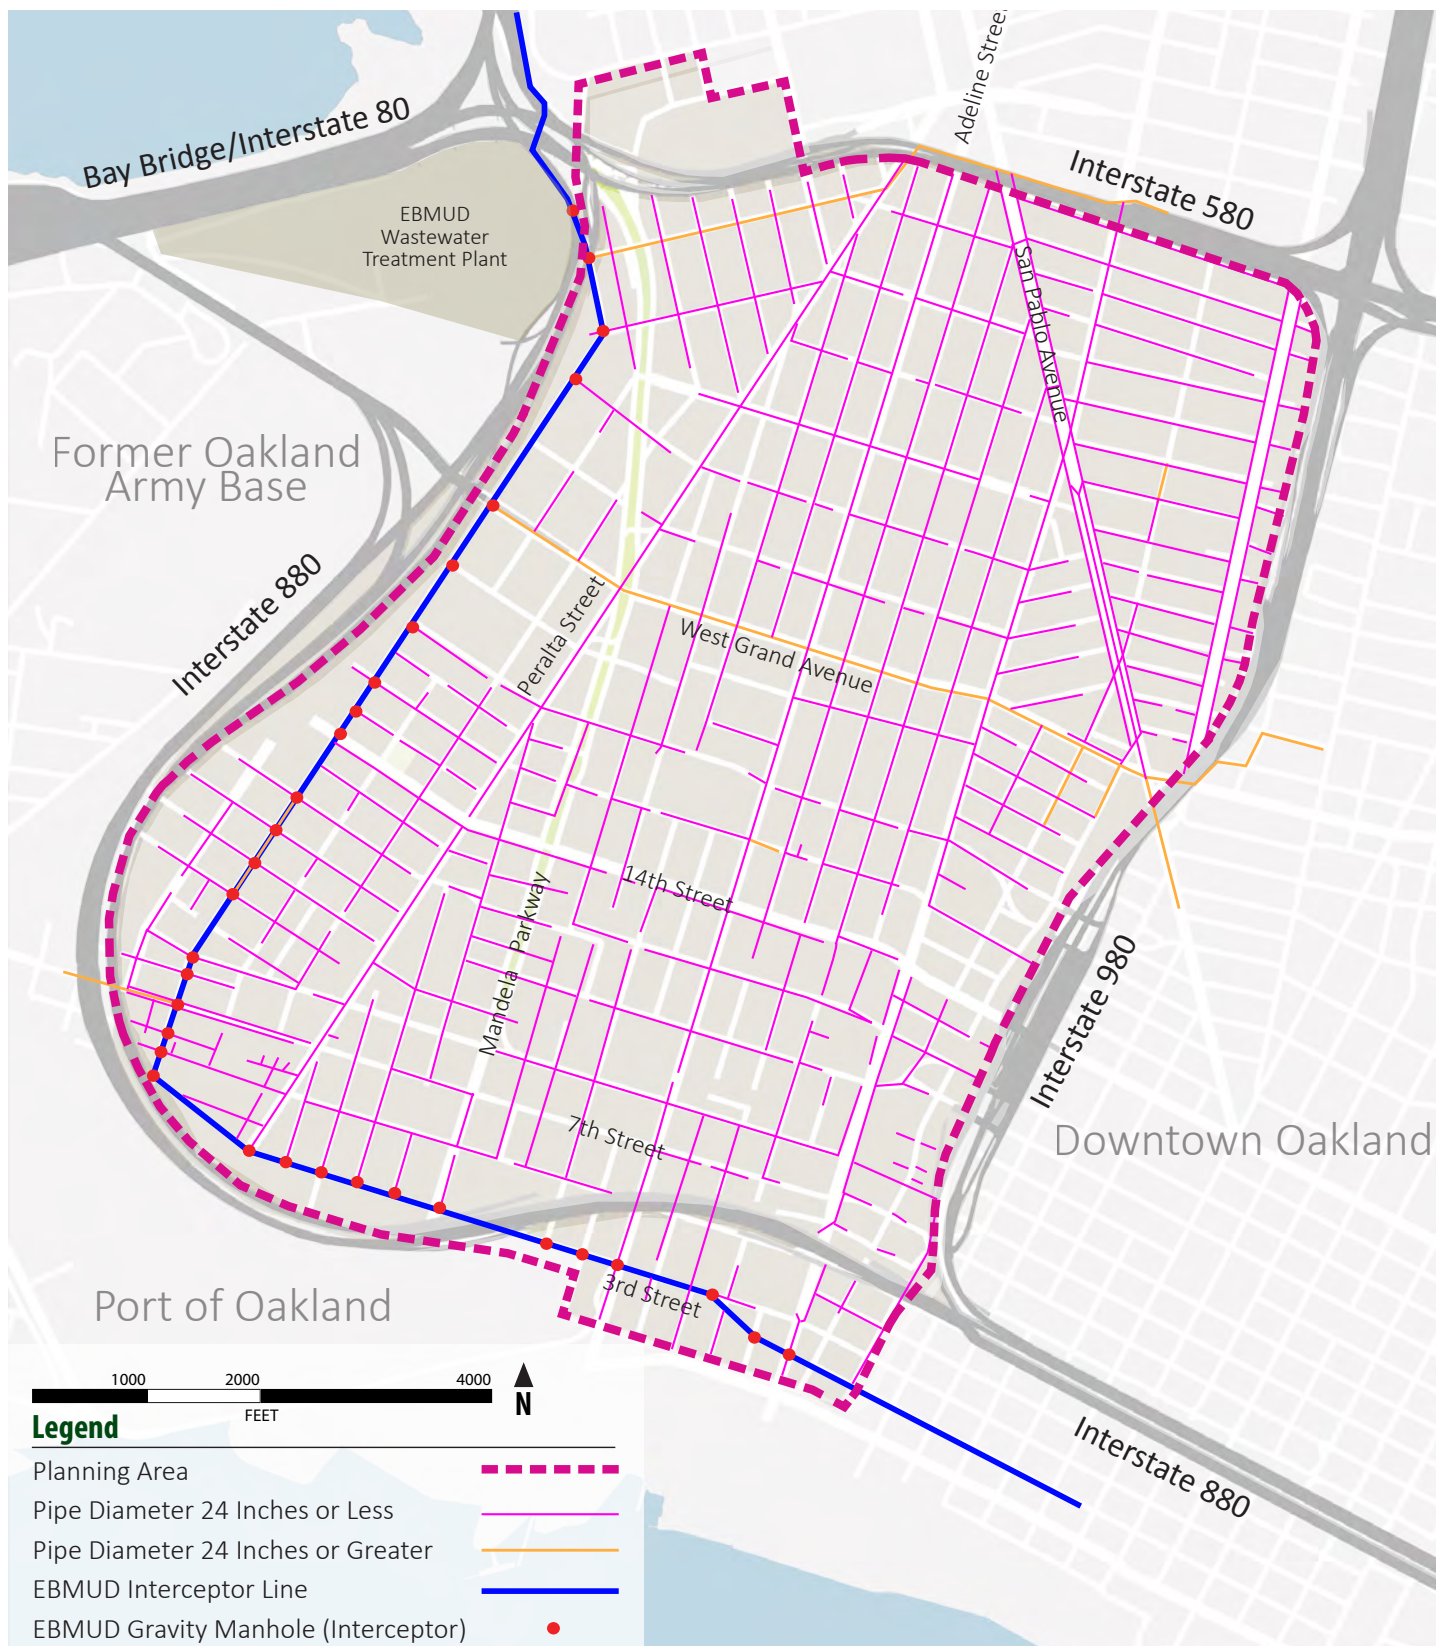 Adeline Street
Bay Bridge/Interstate 80
Interstate 580
EBMUD
Wastewater
Treatment Plant
San Pablo Avenue
Former Oakland
Army Base
Interstate 880
Peralta Street
West Grand Avenue
14th Street
Mandela Parkway
Interstate 980
7th Street
Downtown Oakland
3rd Street
Port of Oakland
1000 2000 4000
FEET
N
Interstate 880
Legend
Planning Area
Pipe Diameter 24 Inches or Less
Pipe Diameter 24 Inches or Greater
EBMUD Interceptor Line
EBMUD Gravity Manhole (Interceptor)